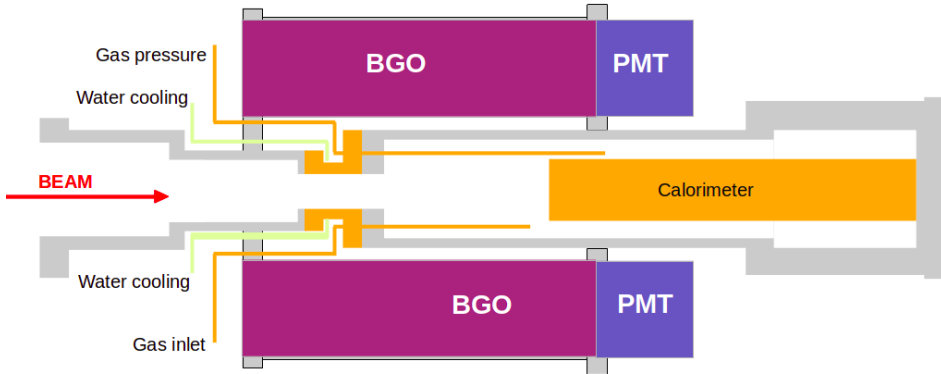 BGO
PMT
Gas pressure
Water cooling
BEAM
Calorimeter
Water cooling
BGO
PMT
Gas inlet